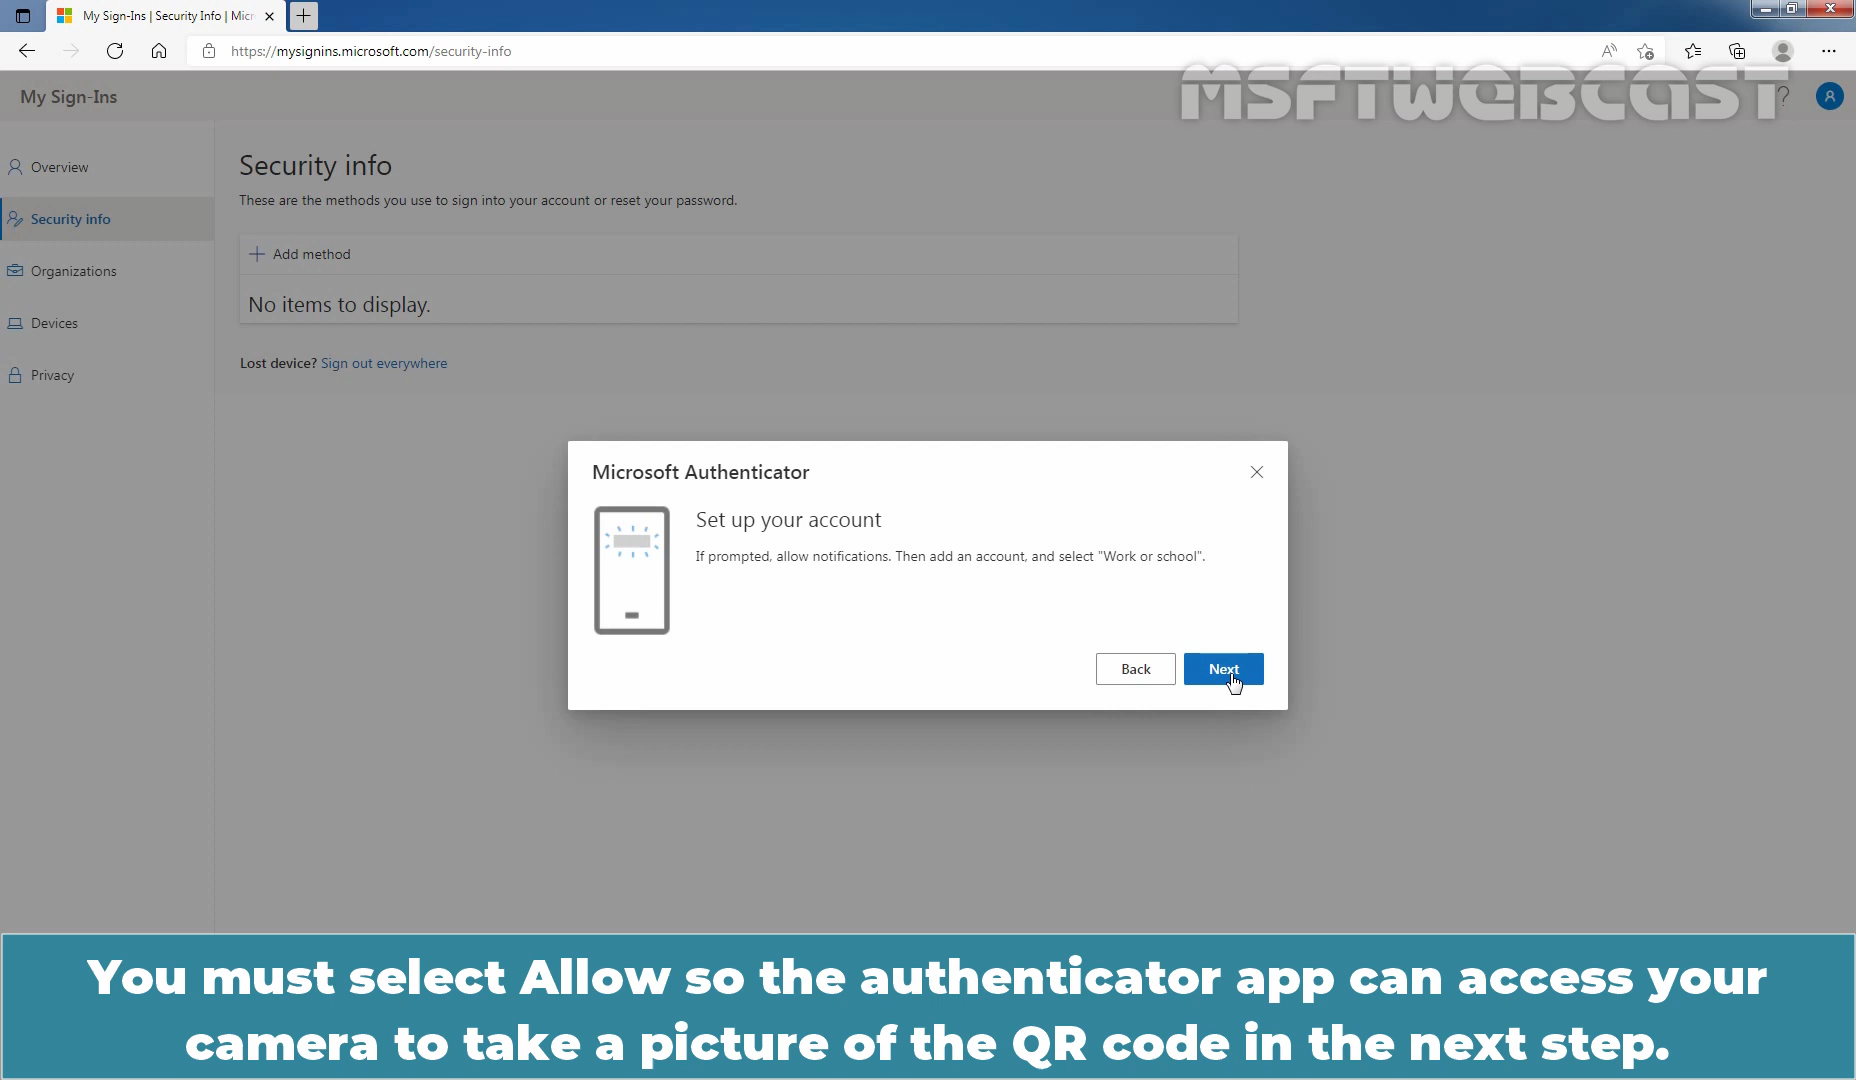 My Sign-Ins | Security Info | Micr
https://mysignins.microsoft.com/security-info
MSFTWEBCAST
My Sign-Ins
?
Overview
Security info
Organizations
Devices
Privacy
Security info
These are the methods you use to sign into your account or reset your password.
Add method
No items to display.
Lost device? Sign out everywhere
Microsoft Authenticator
Set up your account
If prompted, allow notifications. Then add an account, and select "Work or school".
Back
Next
You must select Allow so the authenticator app can access your
camera to take a picture of the QR code in the next step.